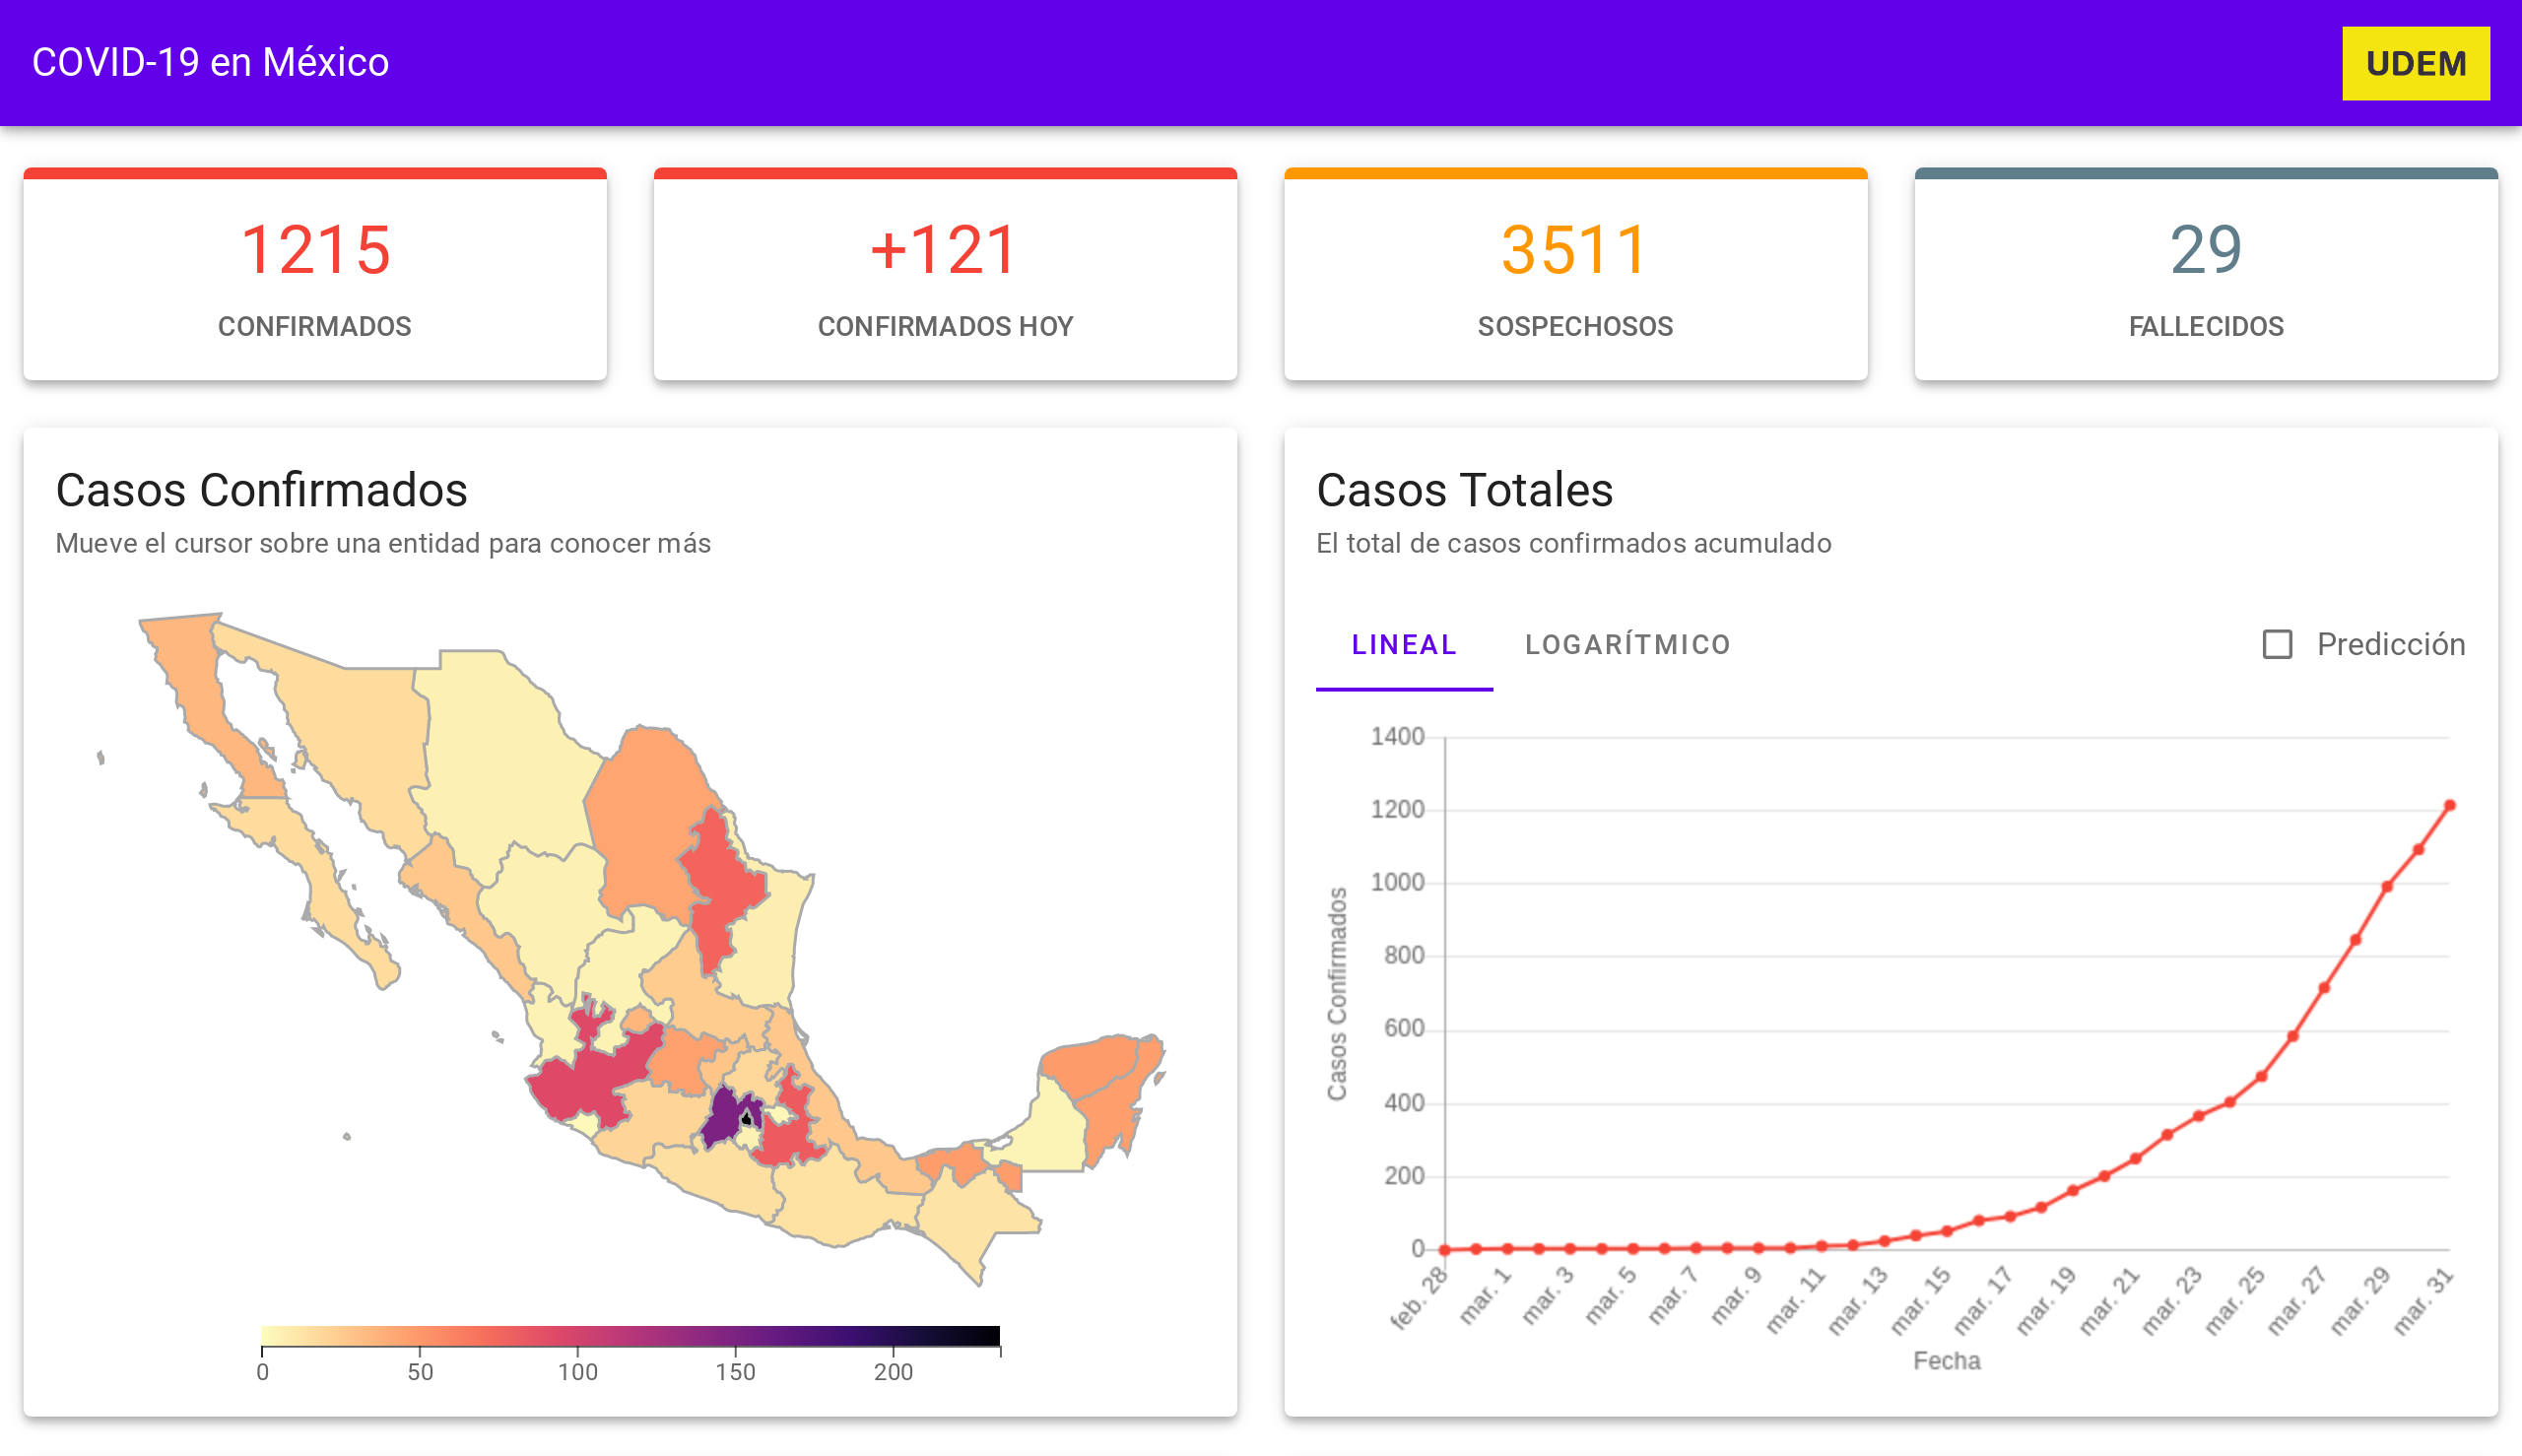 COVID-19 en México
UDEM
1215
CONFIRMADOS
+121
CONFIRMADOS HOY
3511
SOSPECHOSOS
29
FALLECIDOS
Casos Confirmados
Mueve el cursor sobre una entidad para conocer más
0 50 100 150 200
Casos Totales
El total de casos confirmados acumulado
LINEAL LOGARÍTMICO Predicción
Casos Confirmados
1400
1200
1000
800
600
400
200
0
feb. 28 mar. 1 mar. 3 mar. 5 mar. 7 mar. 9 mar. 11 mar. 13 mar. 15 mar. 17 mar. 19 mar. 21 mar. 23 mar. 25 mar. 27 mar. 29 mar. 31
Fecha